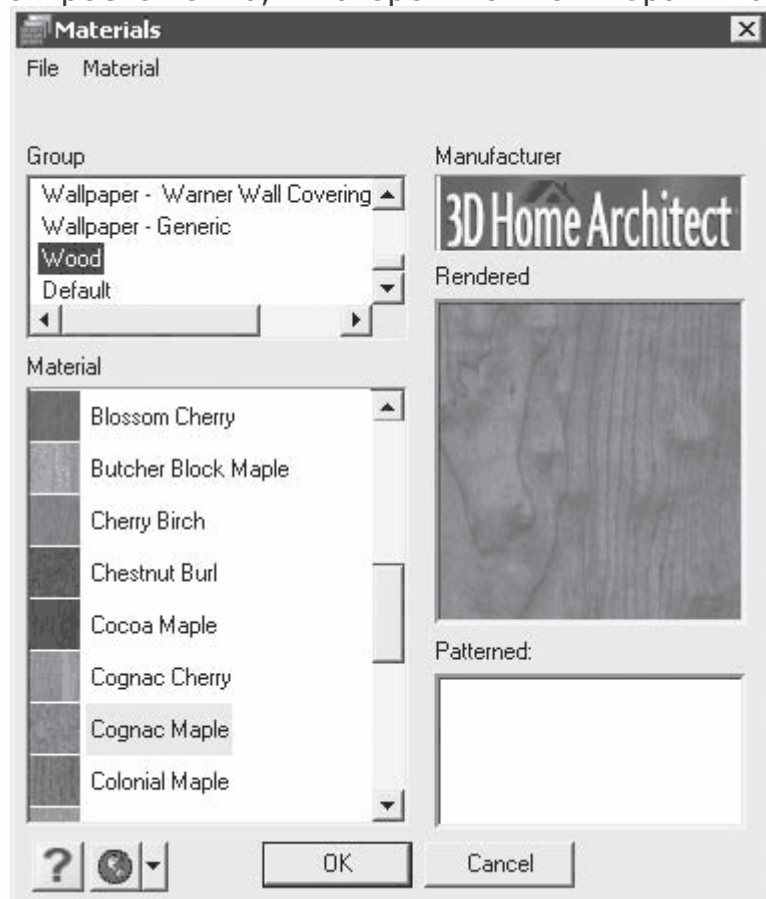 Materials
File Material
Group
Wallpaper - Warner Wall Covering
Wallpaper - Generic
Wood
Default
Material
Blossom Cherry
Butcher Block Maple
Cherry Birch
Chestnut Burl
Cocoa Maple
Cognac Cherry
Cognac Maple
Colonial Maple
Manufacturer
3D Home Architect
Rendered
Patterned:
?
OK Cancel